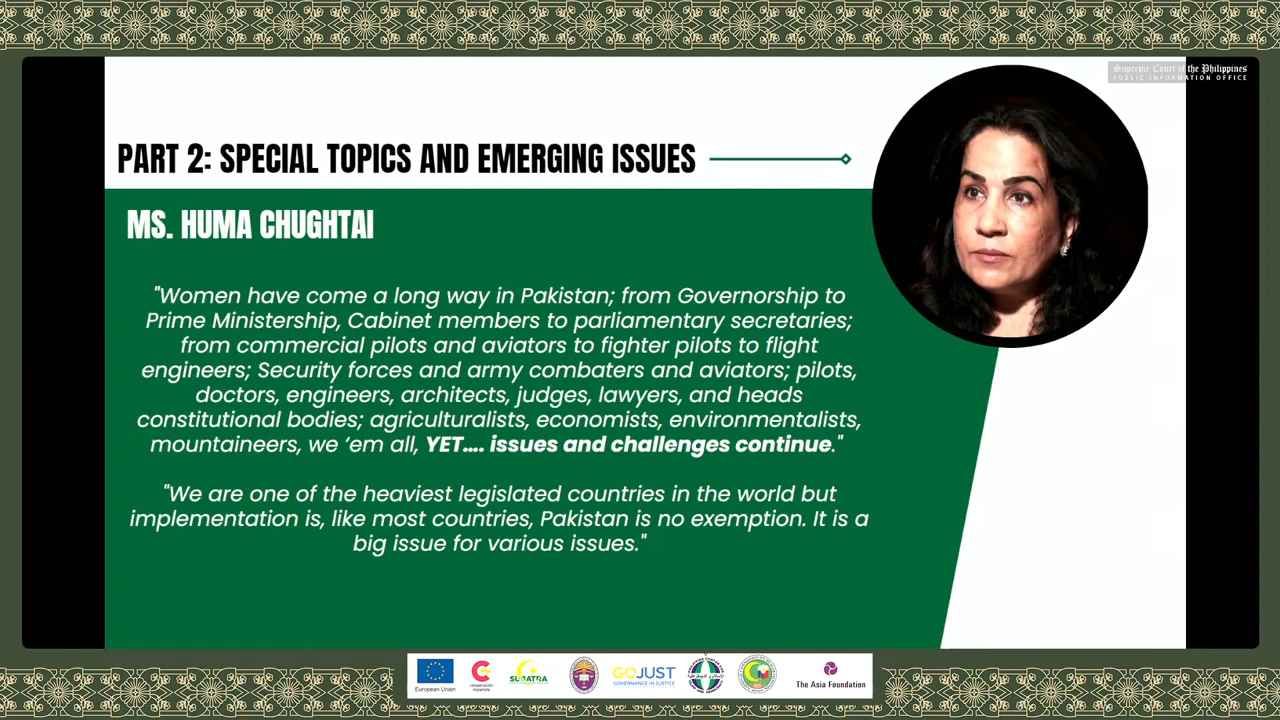 Supreme Court of the Philippines
PUBLIC INFORMATION OFFICE
PART 2: SPECIAL TOPICS AND EMERGING ISSUES
MS. HUMA CHUGHTAI
"Women have come a long way in Pakistan; from Governorship to
Prime Ministership, Cabinet members to parliamentary secretaries;
from commercial pilots and aviators to fighter pilots to flight
engineers; Security forces and army combaters and aviators; pilots,
doctors, engineers, architects, judges, lawyers, and heads
constitutional bodies; agriculturalists, economists, environmentalists,
mountaineers, we ‘em all, YET.... issues and challenges continue."
"We are one of the heaviest legislated countries in the world but
implementation is, like most countries, Pakistan is no exemption. It is a
big issue for various issues."
European Union
cooperación
española
SUBATRA
GOJUST
GOVERNANCE IN JUSTICE
The Asia Foundation